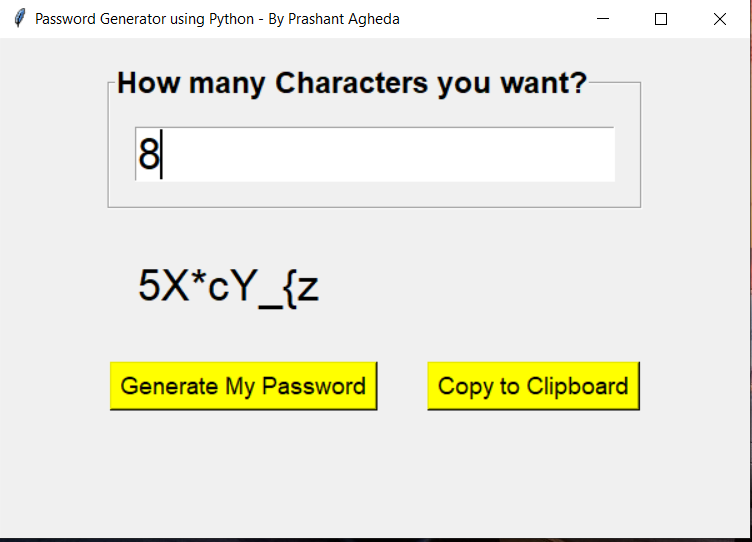 Password Generator using Python - By Prashant Agheda
How many Characters you want?
8
5X*cY_{z
Generate My Password
Copy to Clipboard